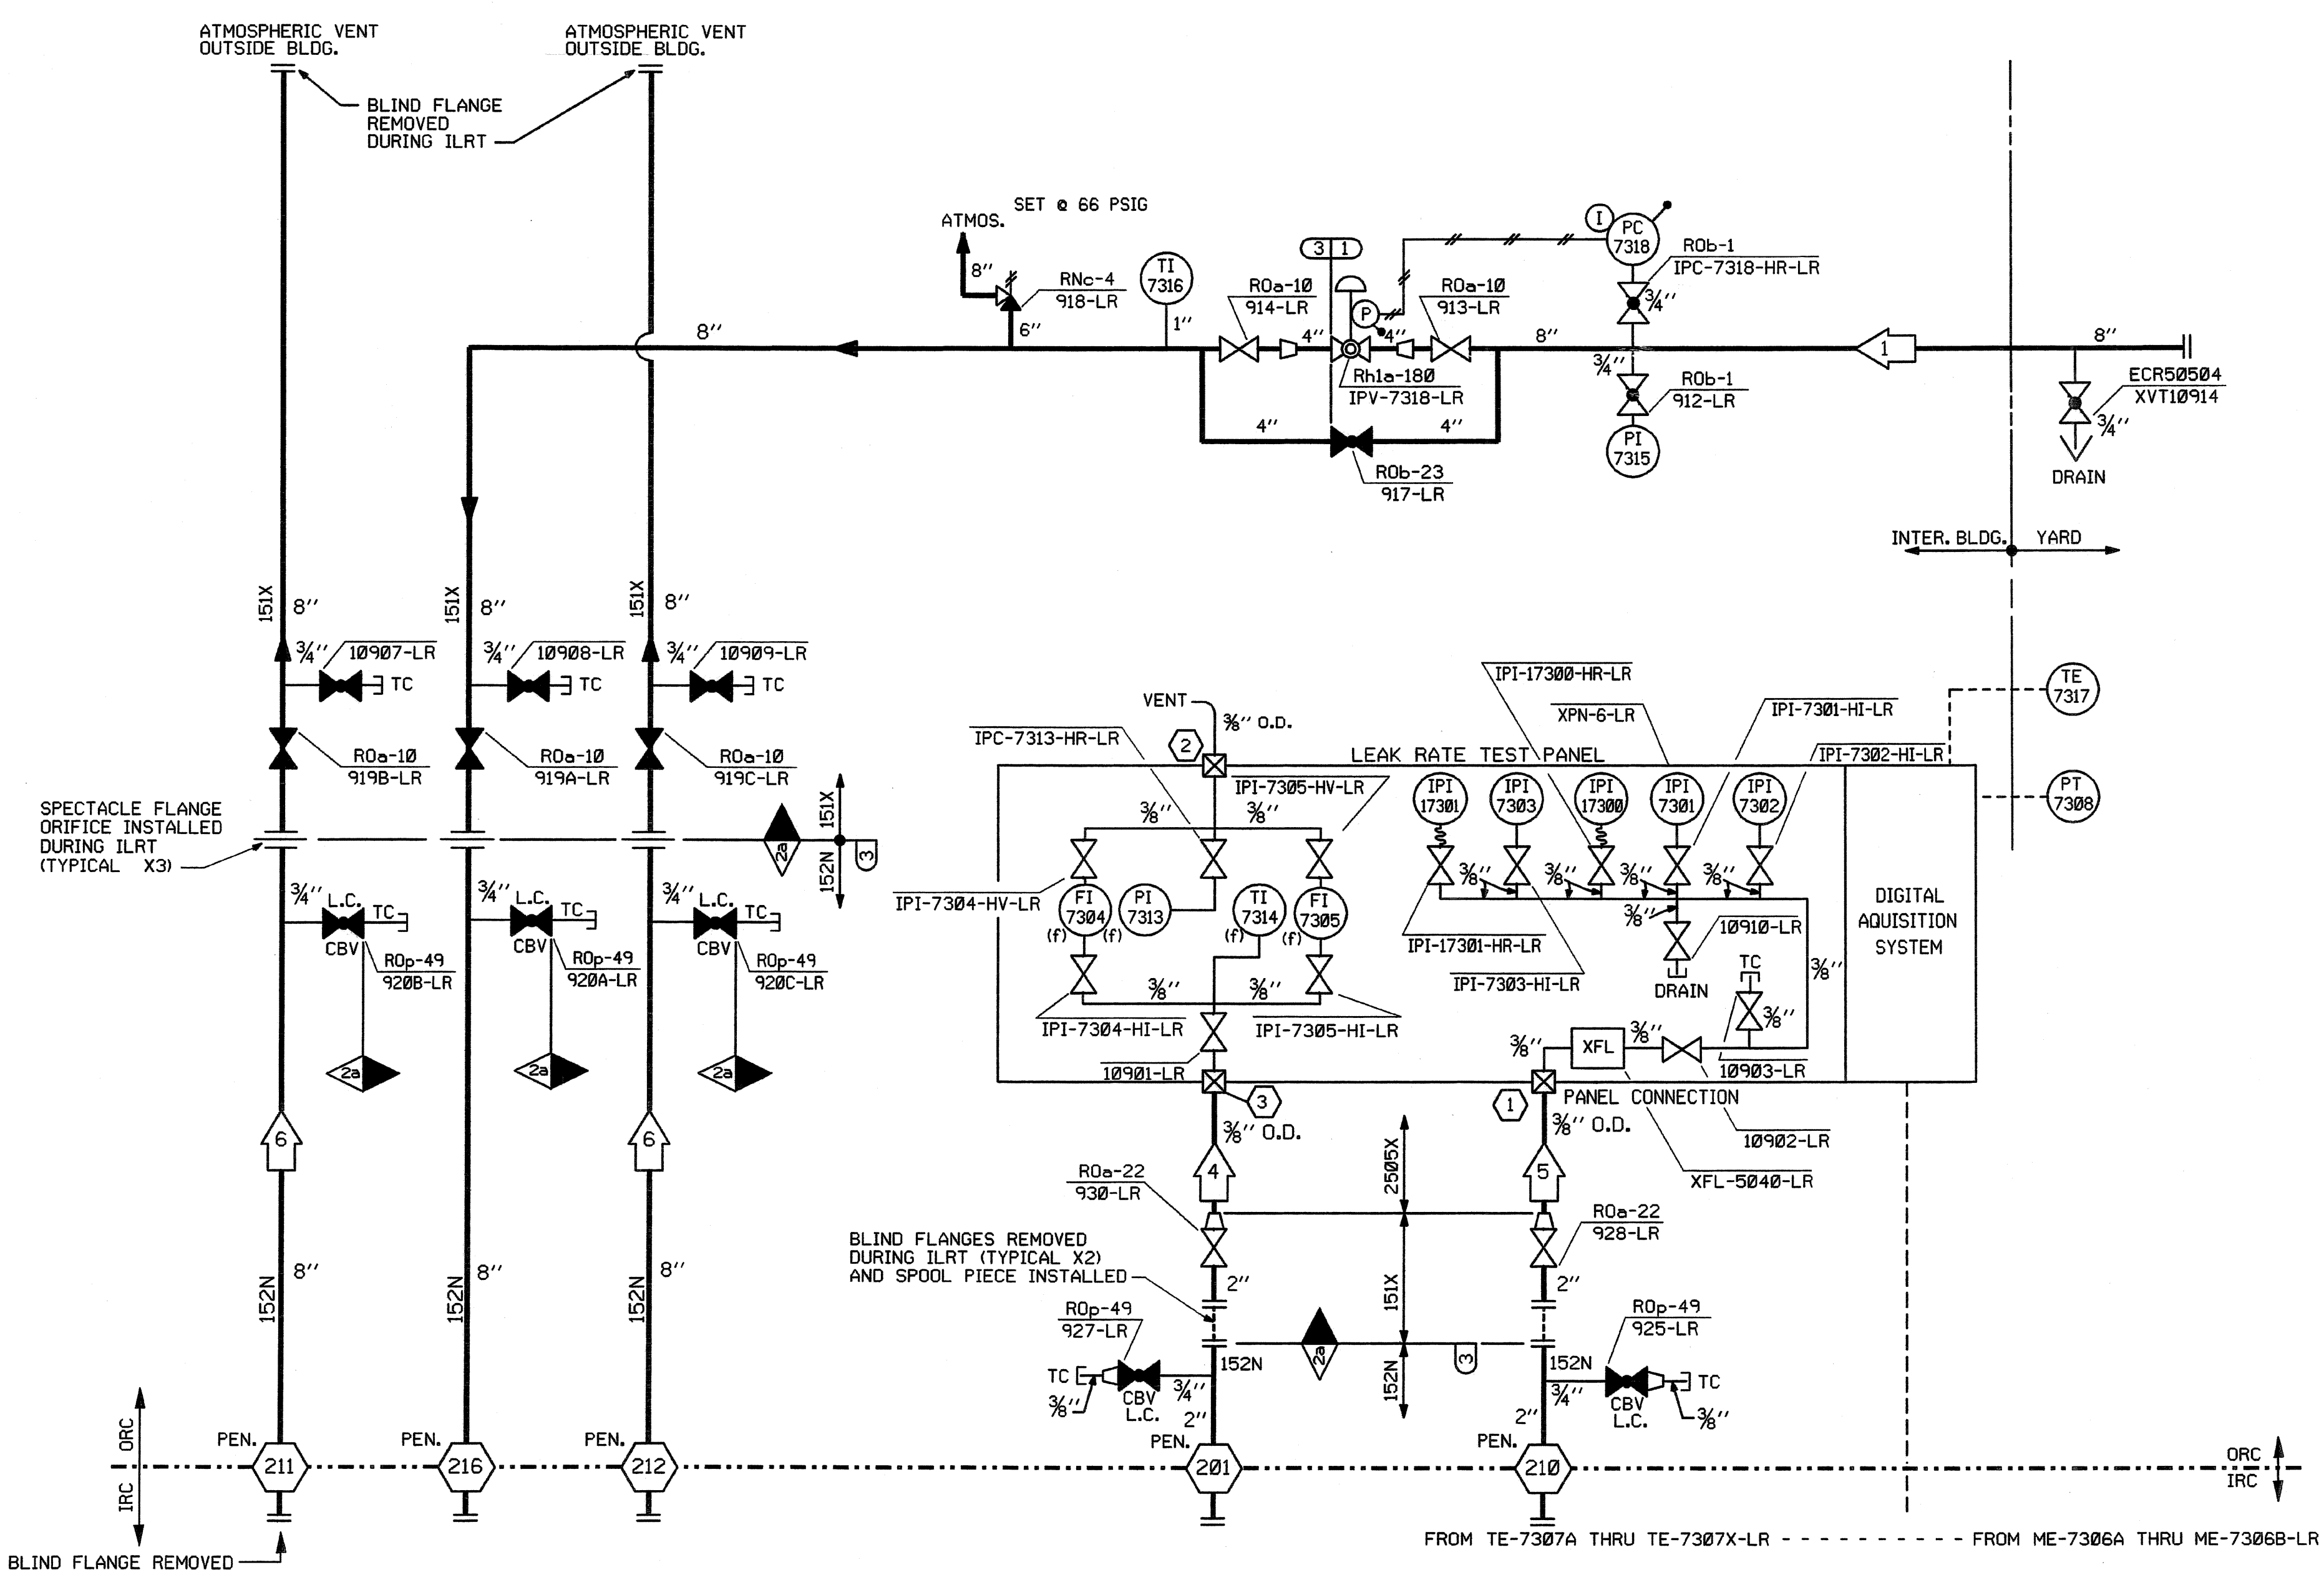 ATMOSPHERIC VENT
OUTSIDE BLDG.
ATMOSPHERIC VENT
OUTSIDE BLDG.
BLIND FLANGE
REMOVED
DURING ILRT
SET @ 66 PSIG
ATMOS.
8"
RNc-4
918-LR
6"
TI
7316
1"
3 1
ROa-10
914-LR
4"
P
4"
ROa-10
913-LR
Rh1a-180
IPV-7318-LR
I
PC
7318
ROb-1
IPC-7318-HR-LR
3/4"
8"
8"
3/4"
ROb-1
912-LR
PI
7315
1
8"
ECR50504
XVT10914
3/4"
DRAIN
4"
4"
ROb-23
917-LR
INTER. BLDG.
YARD
151X
8"
151X
8"
151X
8"
3/4"
10907-LR
TC
3/4"
10908-LR
TC
3/4"
10909-LR
TC
ROa-10
919B-LR
ROa-10
919A-LR
ROa-10
919C-LR
SPECTACLE FLANGE
ORIFICE INSTALLED
DURING ILRT
(TYPICAL X3)
2a
151X
152N
3
3/4"
L.C.
TC
CBV
ROp-49
920B-LR
2a
3/4"
L.C.
TC
CBV
ROp-49
920A-LR
2a
3/4"
L.C.
TC
CBV
ROp-49
920C-LR
2a
6
6
152N
8"
152N
8"
152N
8"
PEN.
211
PEN.
216
PEN.
212
ORC
IRC
BLIND FLANGE REMOVED
VENT
3/8" O.D.
2
IPC-7313-HR-LR
LEAK RATE TEST PANEL
IPI-7305-HV-LR
IPI-17300-HR-LR
XPN-6-LR
IPI-7301-HI-LR
IPI-7302-HI-LR
TE
7317
PT
7308
3/8"
3/8"
IPI-7304-HV-LR
FI
7304
(f)
PI
7313
(f)
TI
7314
(f)
FI
7305
(f)
3/8"
3/8"
IPI-7304-HI-LR
IPI-7305-HI-LR
10901-LR
3
IPI
17301
IPI
7303
IPI
17300
IPI
7301
IPI
7302
3/8"
3/8"
3/8"
3/8"
3/8"
IPI-17301-HR-LR
IPI-7303-HI-LR
10910-LR
DRAIN
TC
3/8"
3/8"
3/8"
XFL
3/8"
10903-LR
DIGITAL
AQUISITION
SYSTEM
1
PANEL CONNECTION
3/8" O.D.
3/8" O.D.
10902-LR
XFL-5040-LR
4
5
2505X
ROa-22
930-LR
ROa-22
928-LR
BLIND FLANGES REMOVED
DURING ILRT (TYPICAL X2)
AND SPOOL PIECE INSTALLED
2"
151X
2"
ROp-49
927-LR
2a
3
ROp-49
925-LR
TC
3/8"
CBV
L.C.
3/4"
152N
152N
152N
3/4"
CBV
L.C.
TC
3/8"
2"
2"
PEN.
201
PEN.
210
ORC
IRC
FROM TE-7307A THRU TE-7307X-LR - - - - - - - - - - FROM ME-7306A THRU ME-7306B-LR